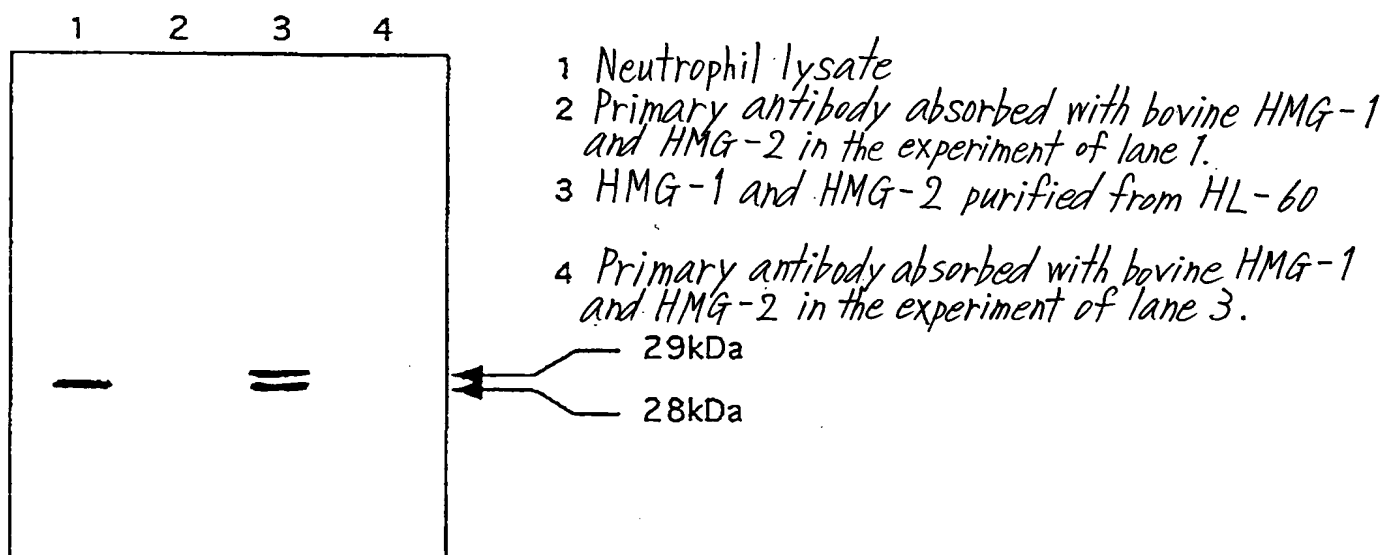 1 2 3 4
1 Neutrophil lysate
2 Primary antibody absorbed with bovine HMG-1
and HMG-2 in the experiment of lane 1.
3 HMG-1 and HMG-2 purified from HL-60
4 Primary antibody absorbed with bovine HMG-1
and HMG-2 in the experiment of lane 3.
29kDa
28kDa